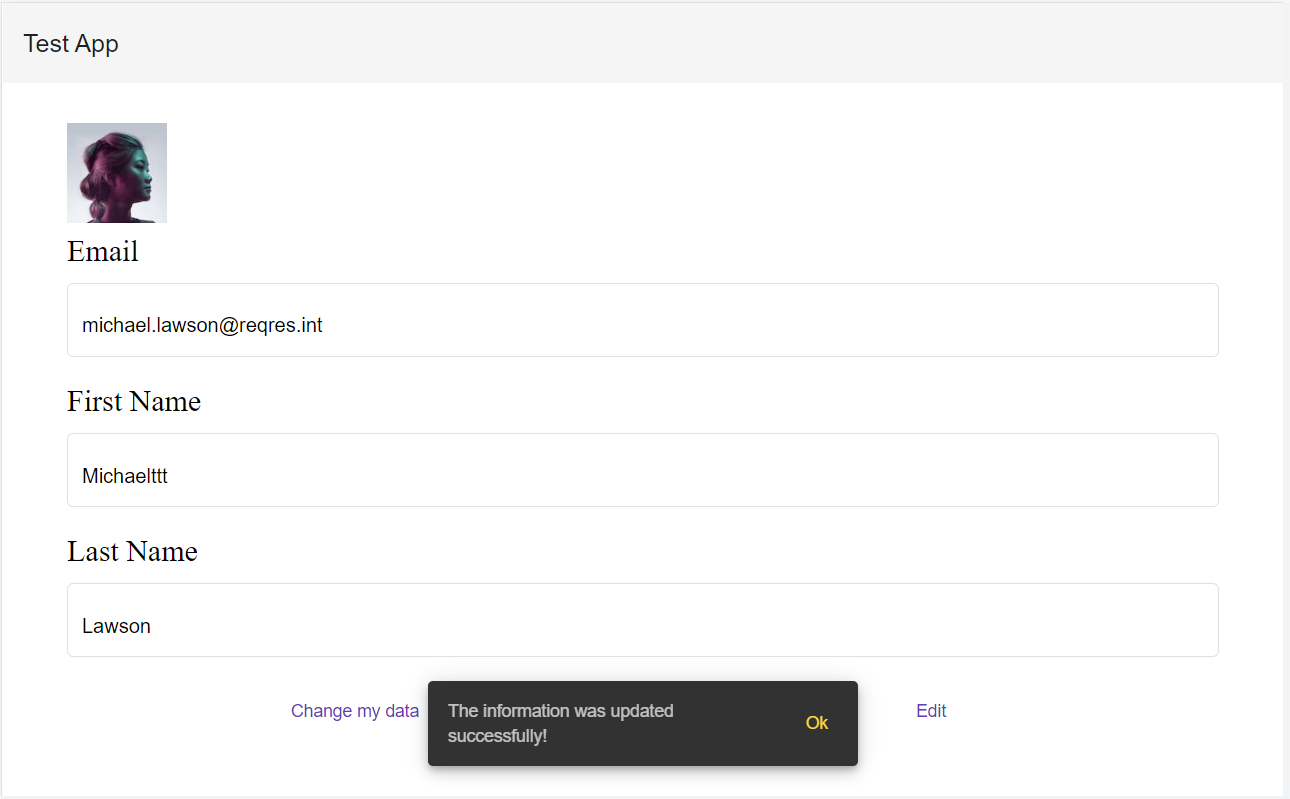 Test App
Email
michael.lawson@reqres.int
First Name
Michaelttt
Last Name
Lawson
Change my data
The information was updated
successfully!
Ok
Edit